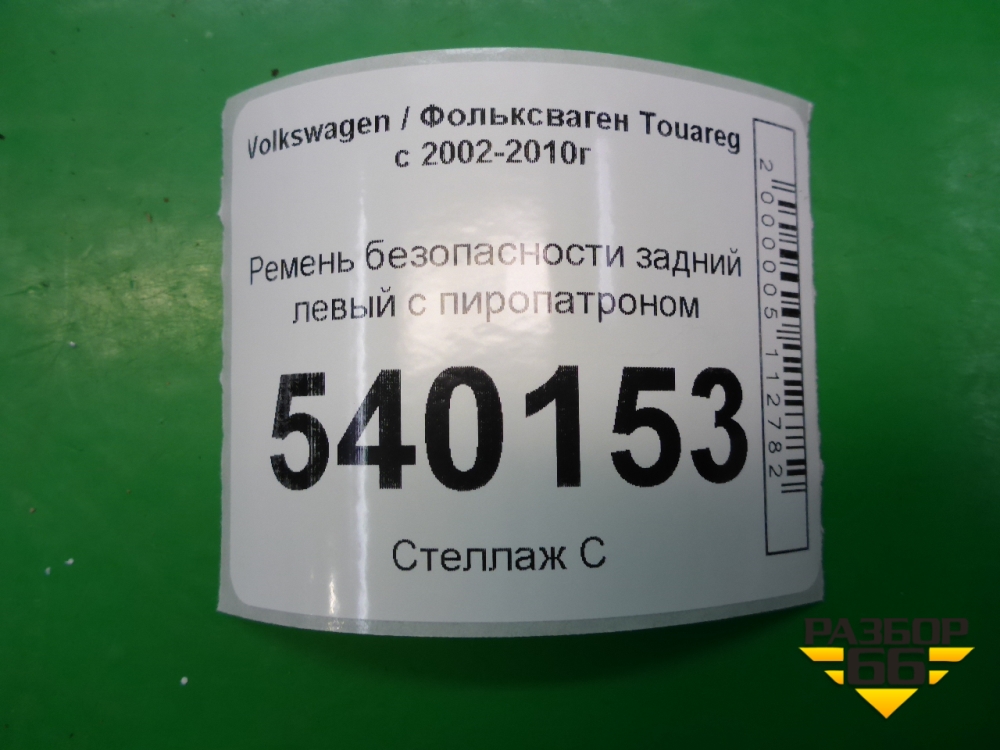 Volkswagen / Фольксваген Touareg
с 2002-2010г
Ремень безопасности задний
левый с пиропатроном
540153
Стеллаж С
2000005112782
РАЗБОР
66